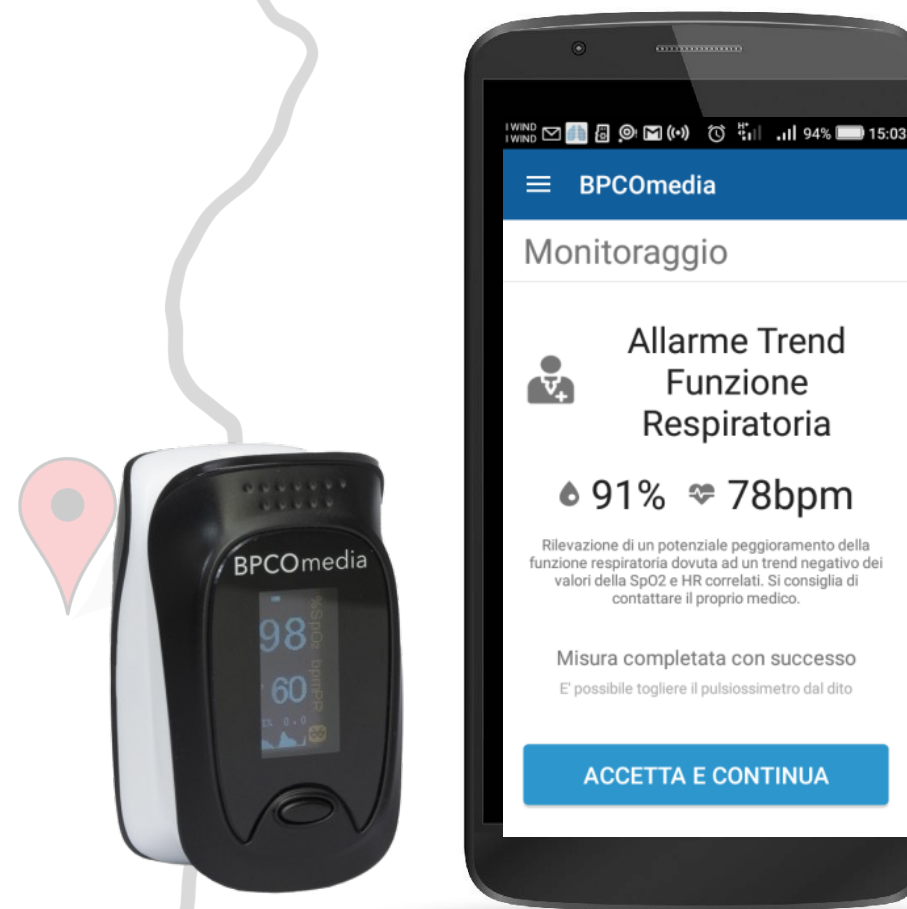 BPCOmedia
98
%SpO2
60
bpmPR
I WIND
I WIND
94%
15:03
BPCOmedia
Monitoraggio
Allarme Trend
Funzione
Respiratoria
91%
78bpm
Rilevazione di un potenziale peggioramento della
funzione respiratoria dovuta ad un trend negativo dei
valori della SpO2 e HR correlati. Si consiglia di
contattare il proprio medico.
Misura completata con successo
E' possibile togliere il pulsiossimetro dal dito
ACCETTA E CONTINUA